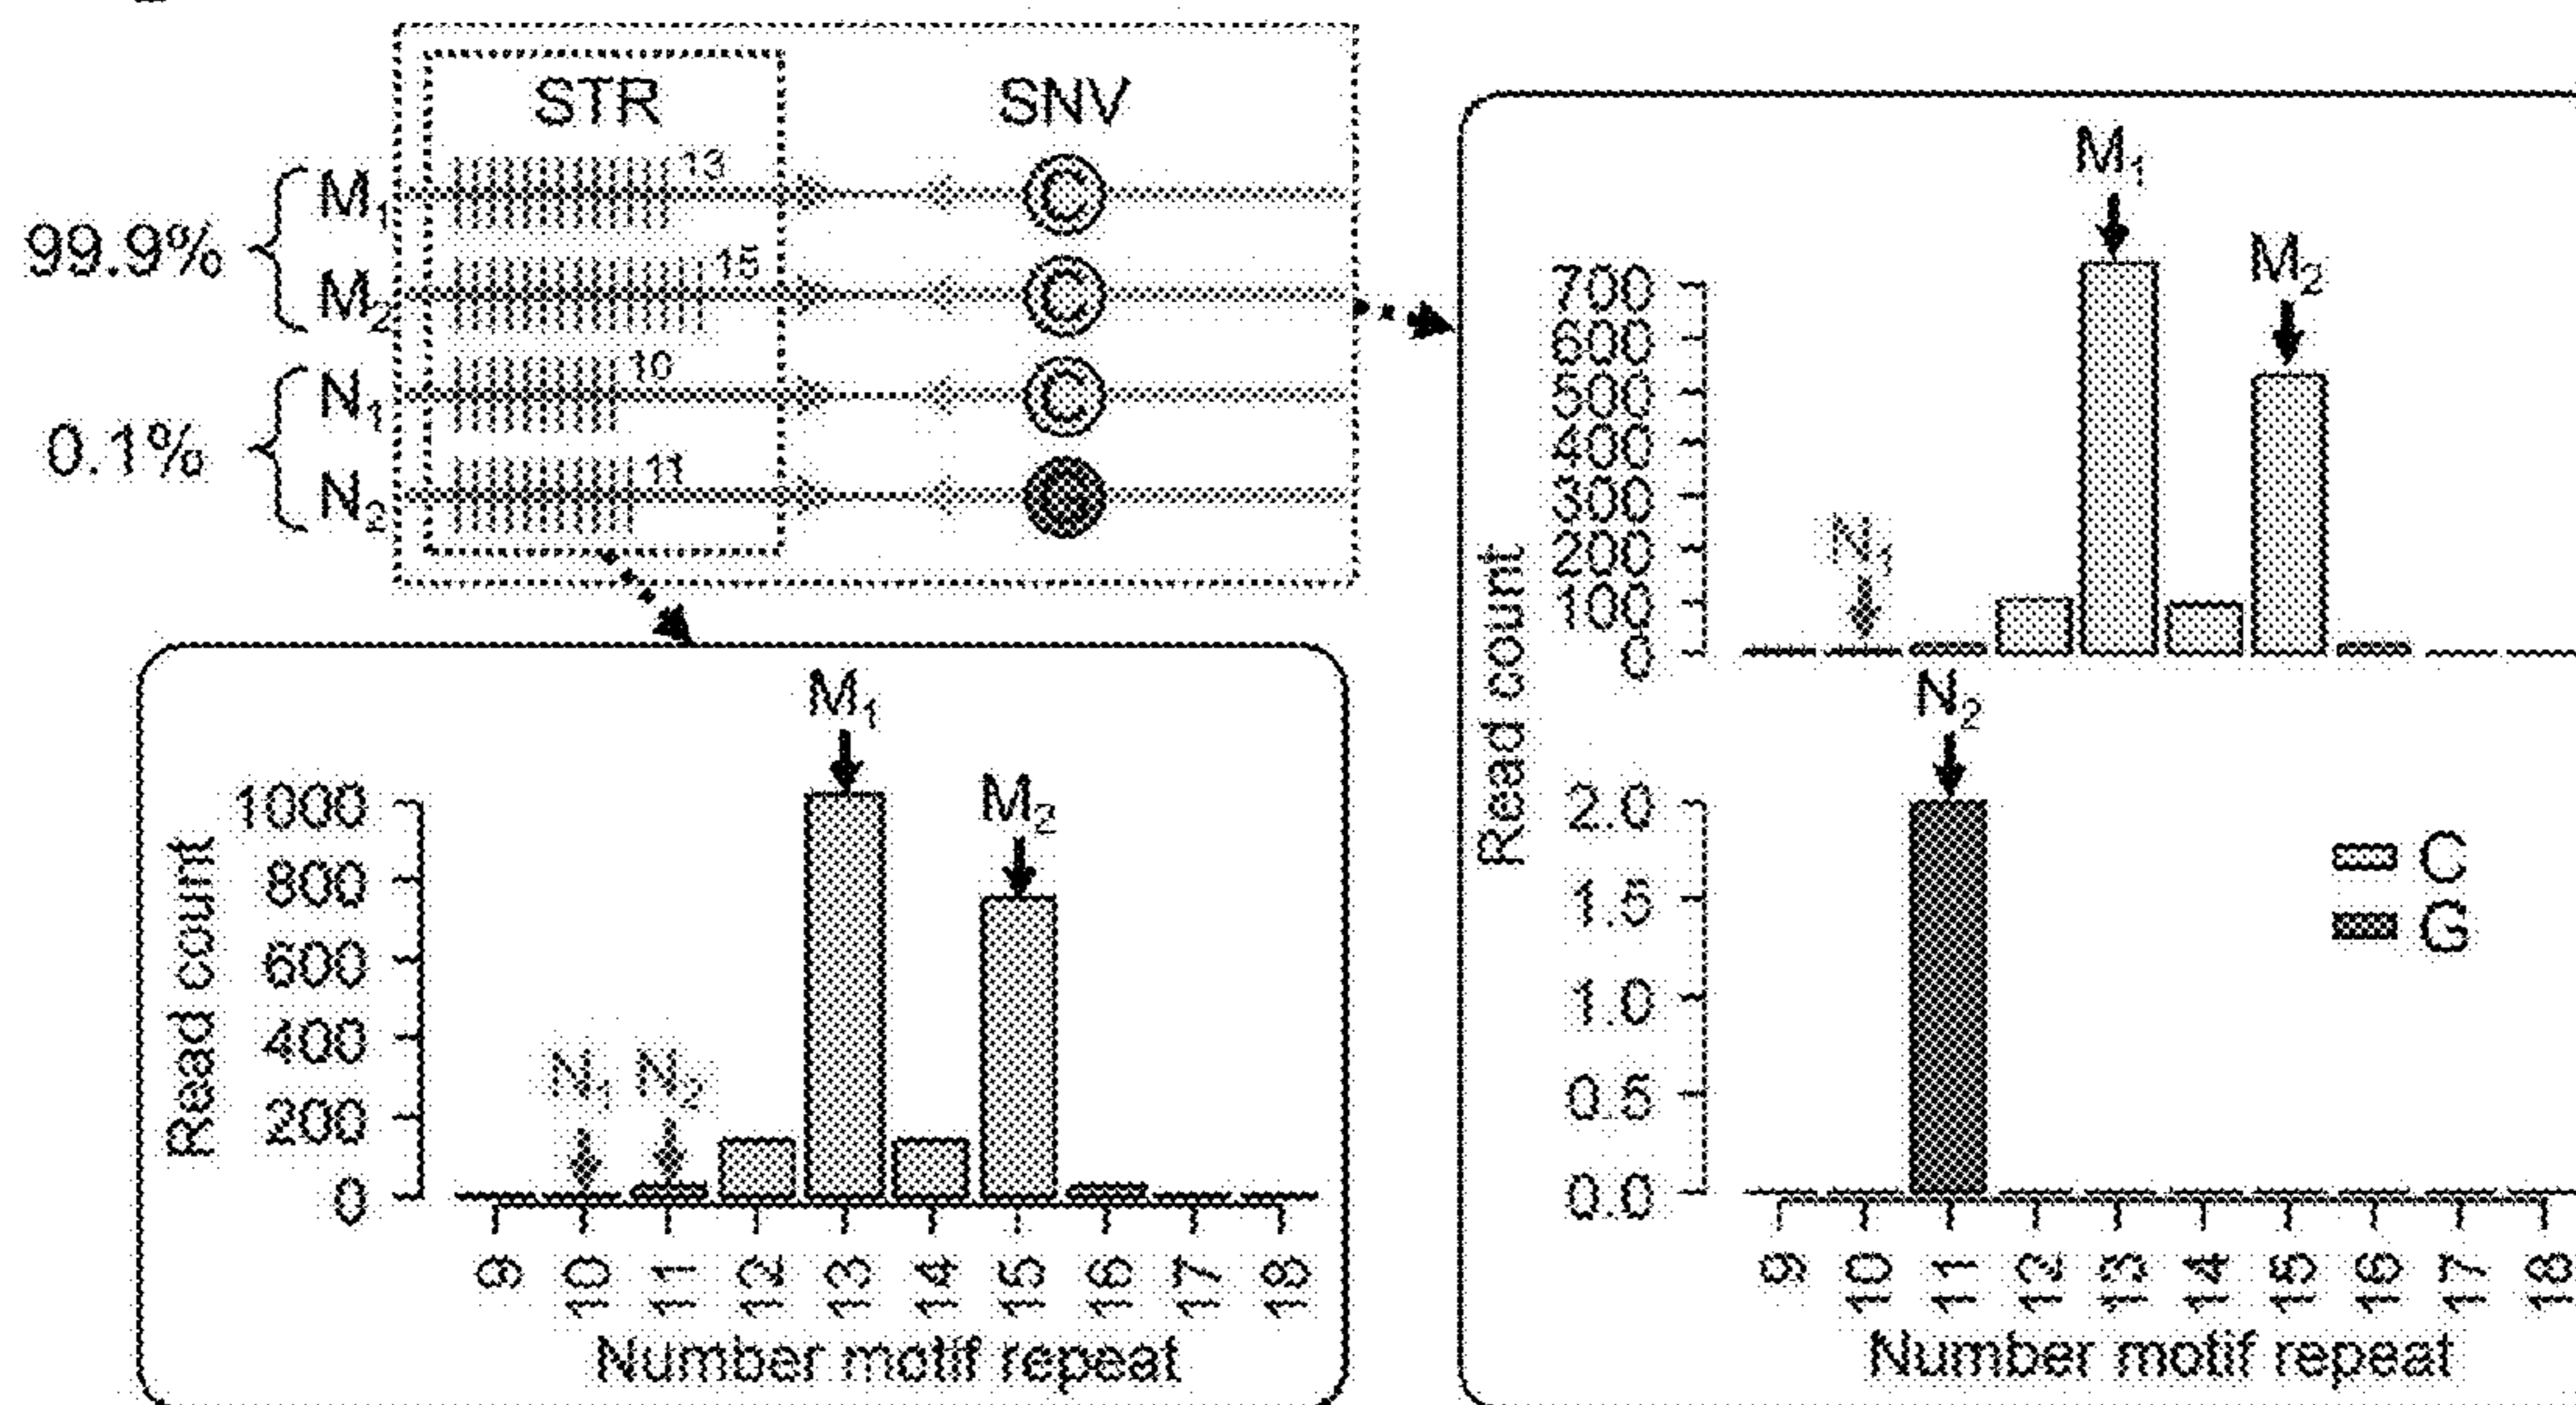 STR SNV
99.9%
M1 13 C
M2 15 C
0.1%
N1 10 C
N2 11 G
M1
M2
N1 N2
Read count
1000
800
600
400
200
0
9 10 11 12 13 14 15 16 17 18
Number motif repeat
M1
M2
N1
700
600
500
400
300
200
100
0
Read count
N2
2.0
1.5
1.0
0.5
0.0
C
G
9 10 11 12 13 14 15 16 17 18
Number motif repeat